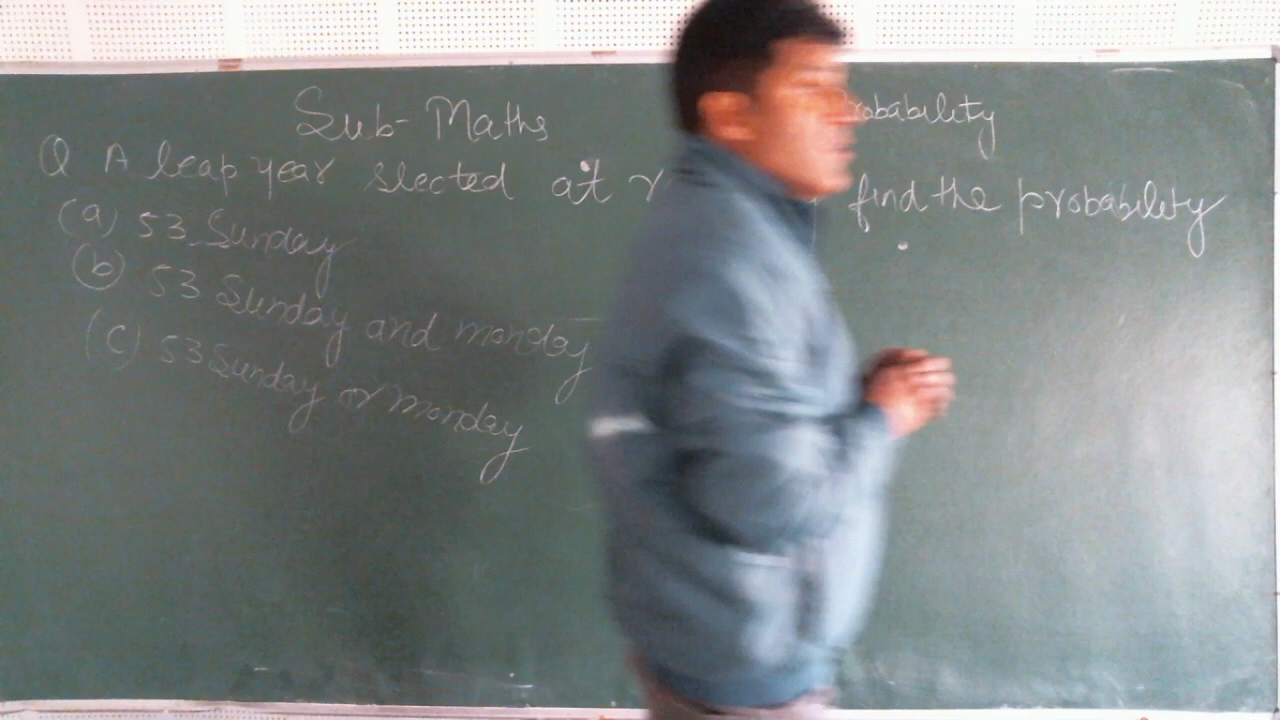 Sub- Maths robability
Q A leap year slected at find the probability
(a) 53 Sunday
(b) 53 Sunday and monday
(c) 53 Sunday or monday